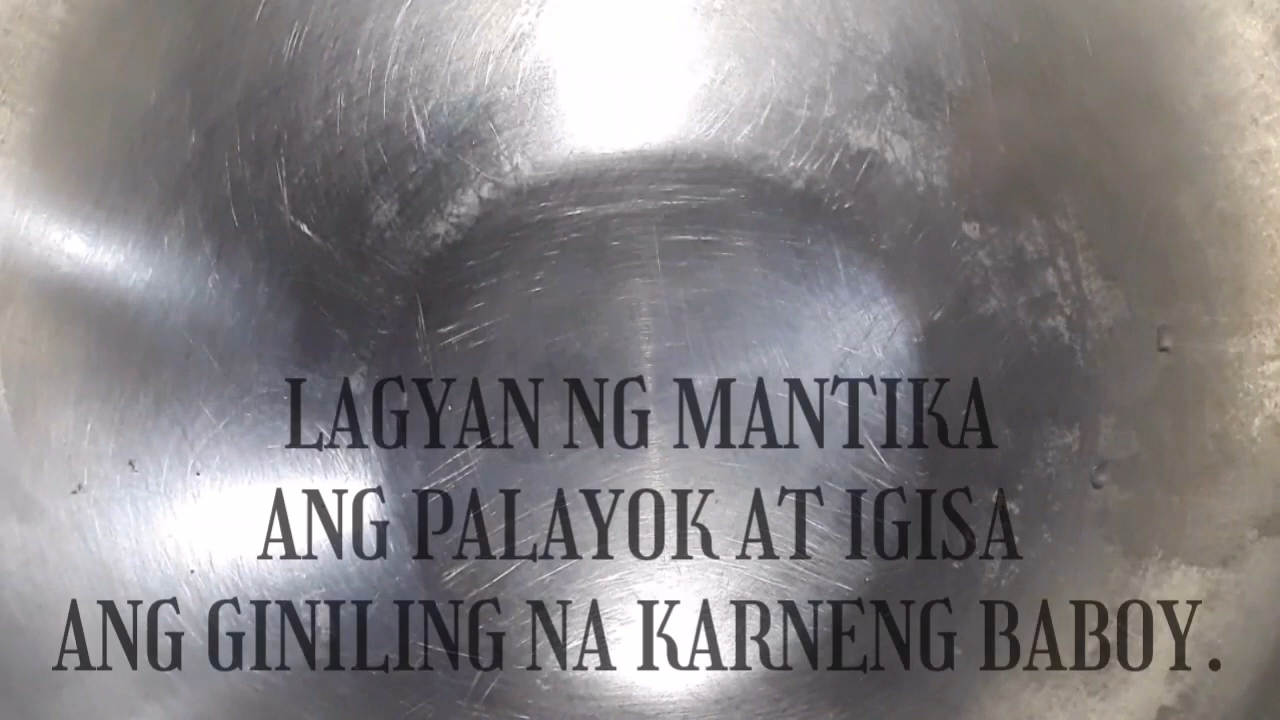 LAGYAN NG MANTIKA
ANG PALAYOK AT IGISA
ANG GINILING NA KARNENG BABOY.